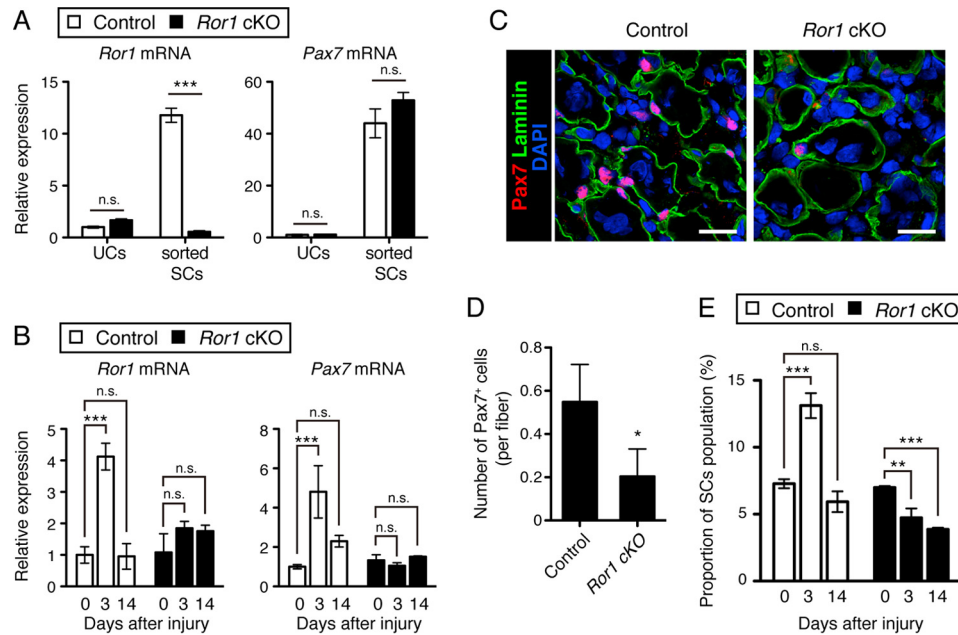 A
Control Ror1 cKO
Ror1 mRNA
Pax7 mRNA
Relative expression
15
10
5
0
n.s.
***
UCs
sorted
SCs
60
40
20
0
n.s.
n.s.
UCs
sorted
SCs
B
Control Ror1 cKO
Ror1 mRNA
Pax7 mRNA
Relative expression
5
4
3
2
1
0
n.s.
***
n.s.
n.s.
0 3 14 0 3 14
Days after injury
8
6
4
2
0
n.s.
***
n.s.
n.s.
0 3 14 0 3 14
Days after injury
C
Control
Ror1 cKO
Pax7 Laminin
DAPI
D
Number of Pax7+ cells
(per fiber)
0.8
0.6
0.4
0.2
0
*
Control
Ror1 cKO
E
Control Ror1 cKO
Proportion of SCs population (%)
15
10
5
0
n.s.
***
***
**
0 3 14 0 3 14
Days after injury